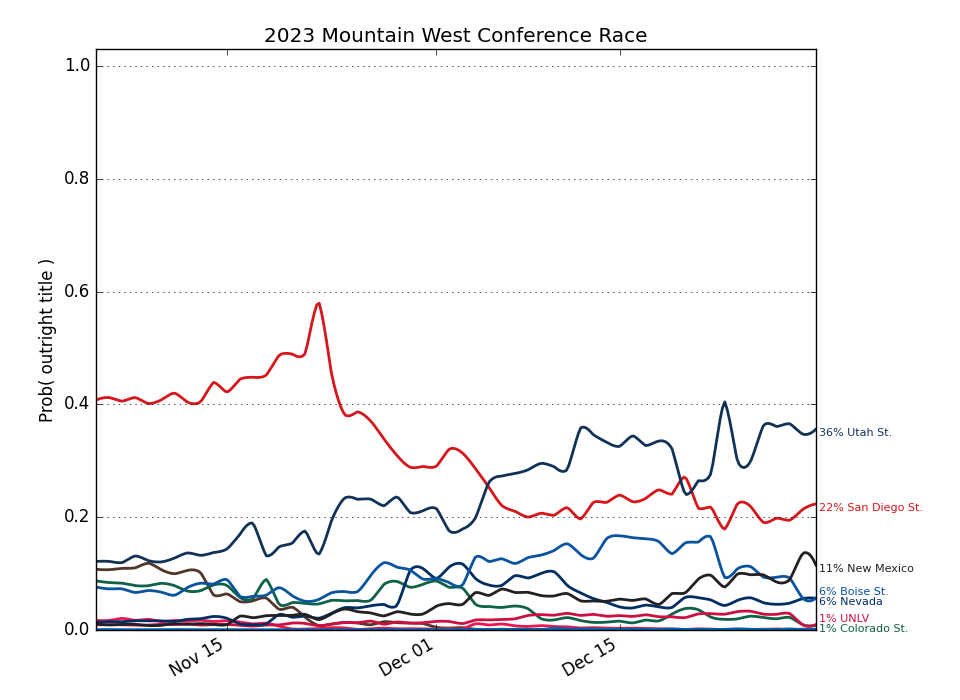 2023 Mountain West Conference Race
Prob( outright title )
1.0
0.8
0.6
0.4
0.2
0.0
Nov 15
Dec 01
Dec 15
36% Utah St.
22% San Diego St.
11% New Mexico
6% Boise St.
6% Nevada
1% UNLV
1% Colorado St.